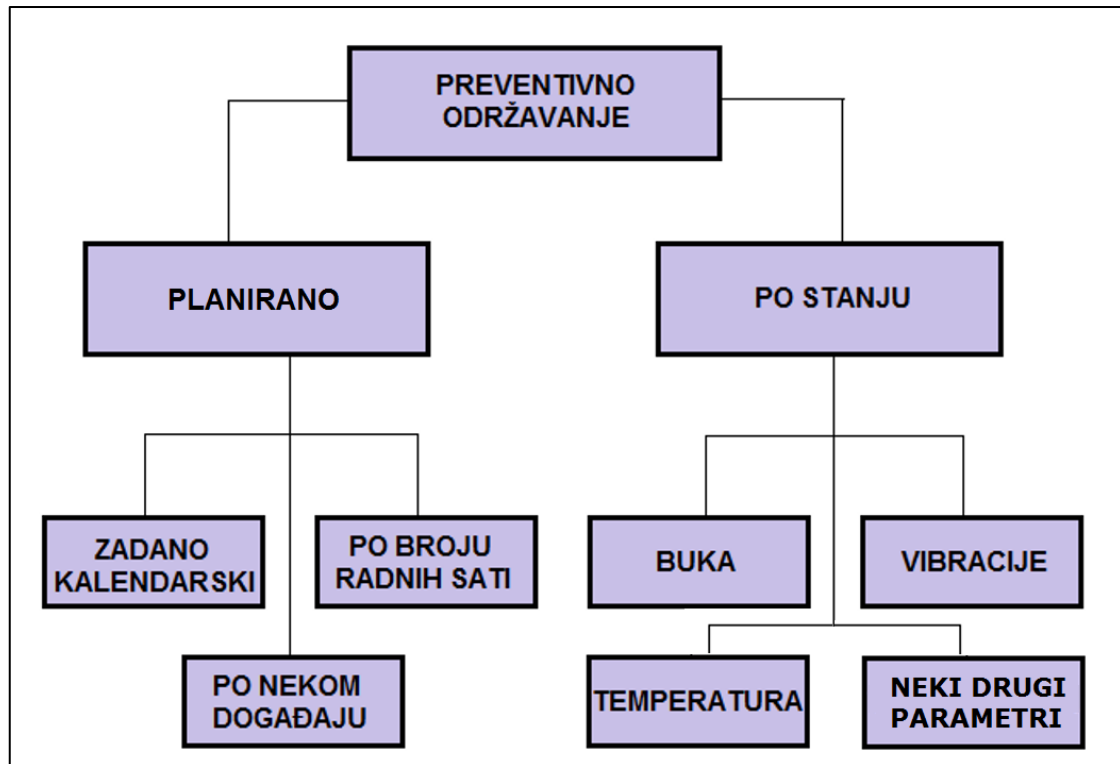 PREVENTIVNO
ODRŽAVANJE
PLANIRANO
PO STANJU
ZADANO
KALENDARSKI
PO BROJU
RADNIH SATI
PO NEKOM
DOGAĐAJU
BUKA
VIBRACIJE
TEMPERATURA
NEKI DRUGI
PARAMETRI